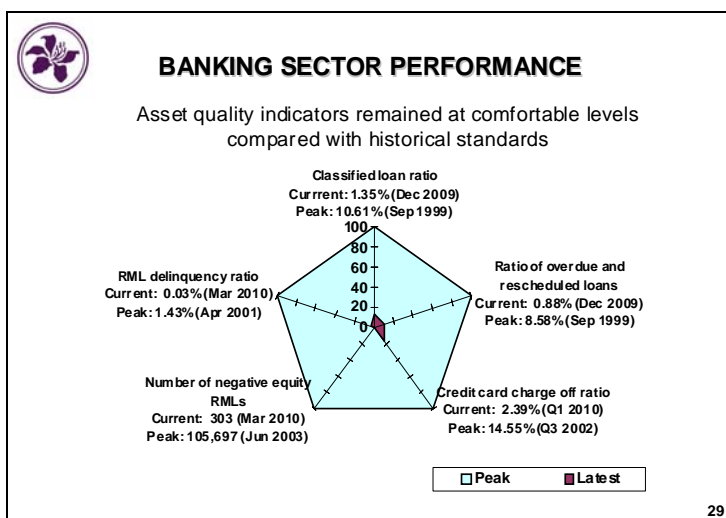 BANKING SECTOR PERFORMANCE
Asset quality indicators remained at comfortable levels
compared with historical standards
Classified loan ratio
Currrent: 1.35% (Dec 2009)
Peak: 10.61% (Sep 1999)
100
80
60
40
20
0
Ratio of overdue and
rescheduled loans
Current: 0.88% (Dec 2009)
Peak: 8.58% (Sep 1999)
Credit card charge off ratio
Current: 2.39% (Q1 2010)
Peak: 14.55% (Q3 2002)
Number of negative equity
RMLs
Current: 303 (Mar 2010)
Peak: 105,697 (Jun 2003)
RML delinquency ratio
Current: 0.03% (Mar 2010)
Peak: 1.43% (Apr 2001)
Peak
Latest
29